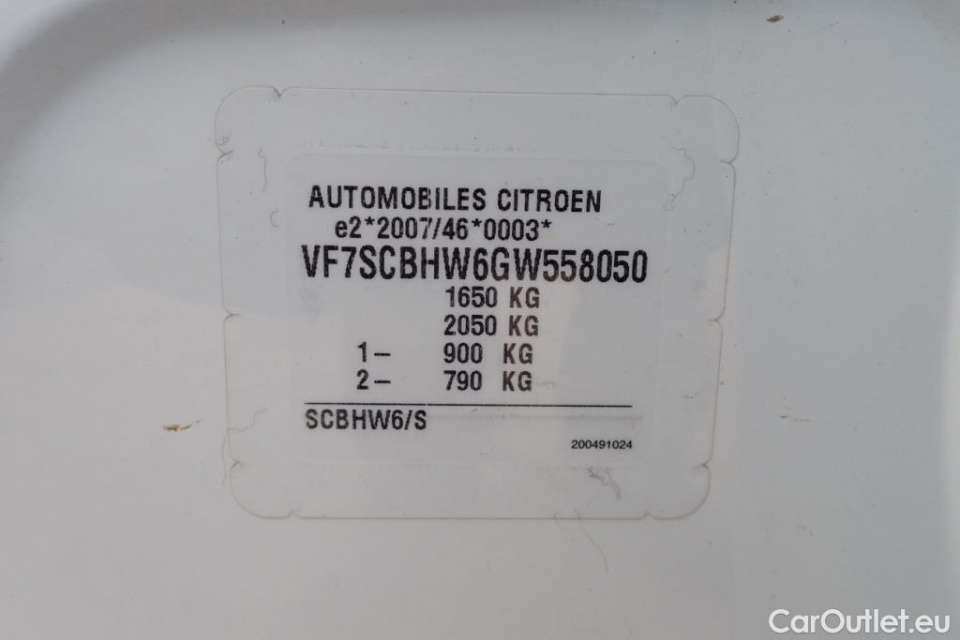 AUTOMOBILES CITROEN
e2*2007/46*0003*
VF7SCBHW6GW558050
1650 KG
2050 KG
1- 900 KG
2- 790 KG
SCBHW6/S
200491024
CarOutlet.eu